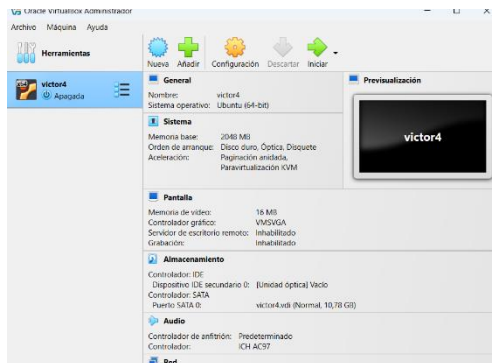 Oracle VirtualBox Administrador
Archivo Máquina Ayuda
Herramientas
Nueva Añadir Configuración Descartar Iniciar
victor4
Apagada
General
Nombre: victor4
Sistema operativo: Ubuntu (64-bit)
Previsualización
victor4
Sistema
Memoria base: 2048 MB
Orden de arranque: Disco duro, Óptica, Disquete
Aceleración: Paginación anidada,
Paravirtualización KVM
Pantalla
Memoria de vídeo: 16 MB
Controlador gráfico: VMSVGA
Servidor de escritorio remoto: Inhabilitado
Grabación: Inhabilitado
Almacenamiento
Controlador: IDE
Dispositivo IDE secundario 0: [Unidad óptica] Vacío
Controlador: SATA
Puerto SATA 0: victor4.vdi (Normal, 10,78 GB)
Audio
Controlador de anfitrión: Predeterminado
Controlador: ICH AC97
Red